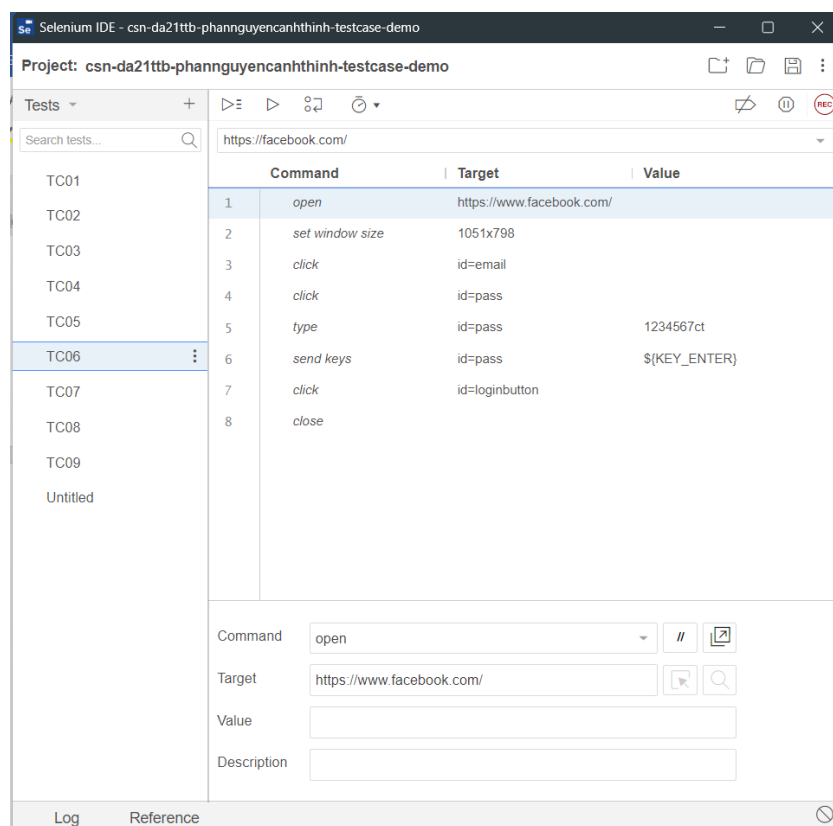 Se Selenium IDE - csn-da21ttb-phannguyencanhthinh-testcase-demo
Project: csn-da21ttb-phannguyencanhthinh-testcase-demo
Tests
REC
Search tests...
https://facebook.com/
Command Target Value
TC01
TC02
TC03
TC04
TC05
TC06
TC07
TC08
TC09
Untitled
1 open https://www.facebook.com/
2 set window size 1051x798
3 click id=email
4 click id=pass
5 type id=pass 1234567ct
6 send keys id=pass ${KEY_ENTER}
7 click id=loginbutton
8 close
Command open //
Target https://www.facebook.com/
Value
Description
Log Reference